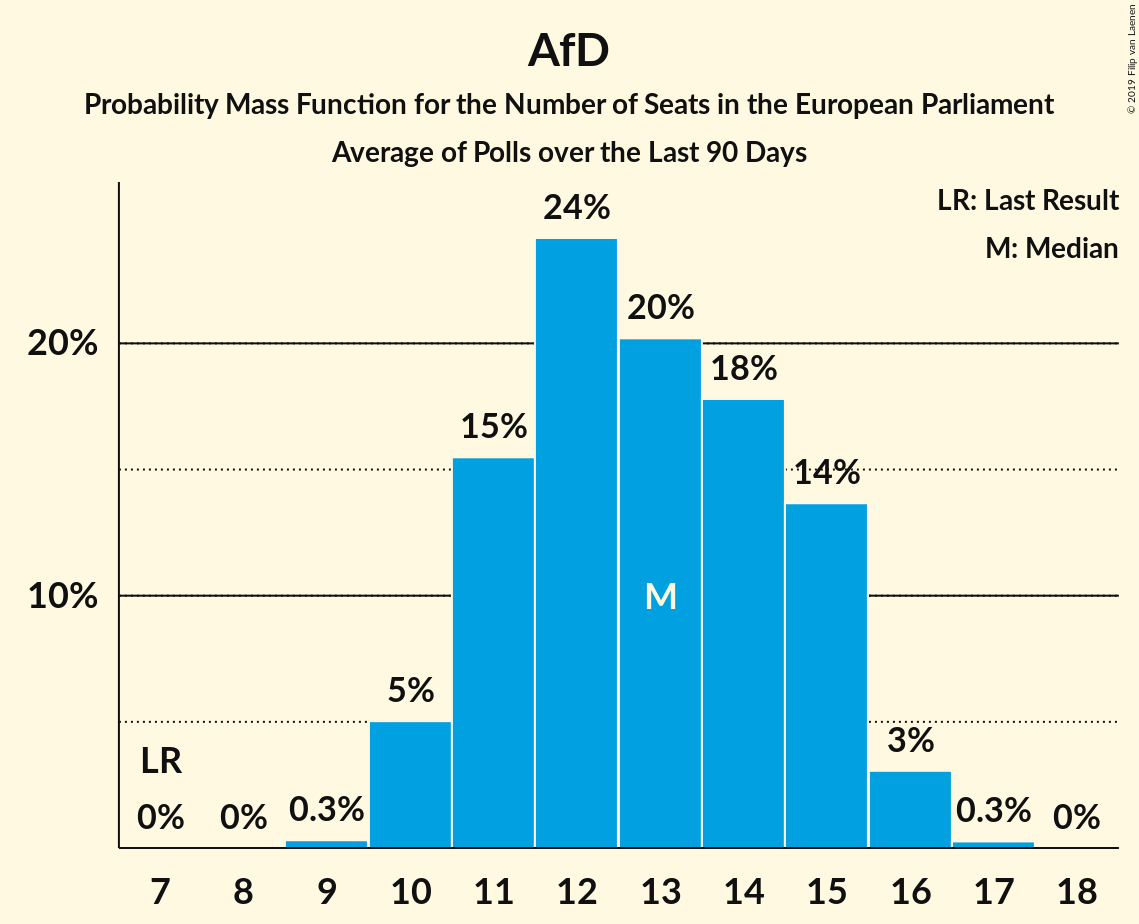 AfD
Probability Mass Function for the Number of Seats in the European Parliament
Average of Polls over the Last 90 Days
© 2019 Filip van Laenen
LR: Last Result
M: Median
20%
10%
LR
0%
0%
0.3%
5%
15%
24%
20%
M
18%
14%
3%
0.3%
0%
7 8 9 10 11 12 13 14 15 16 17 18